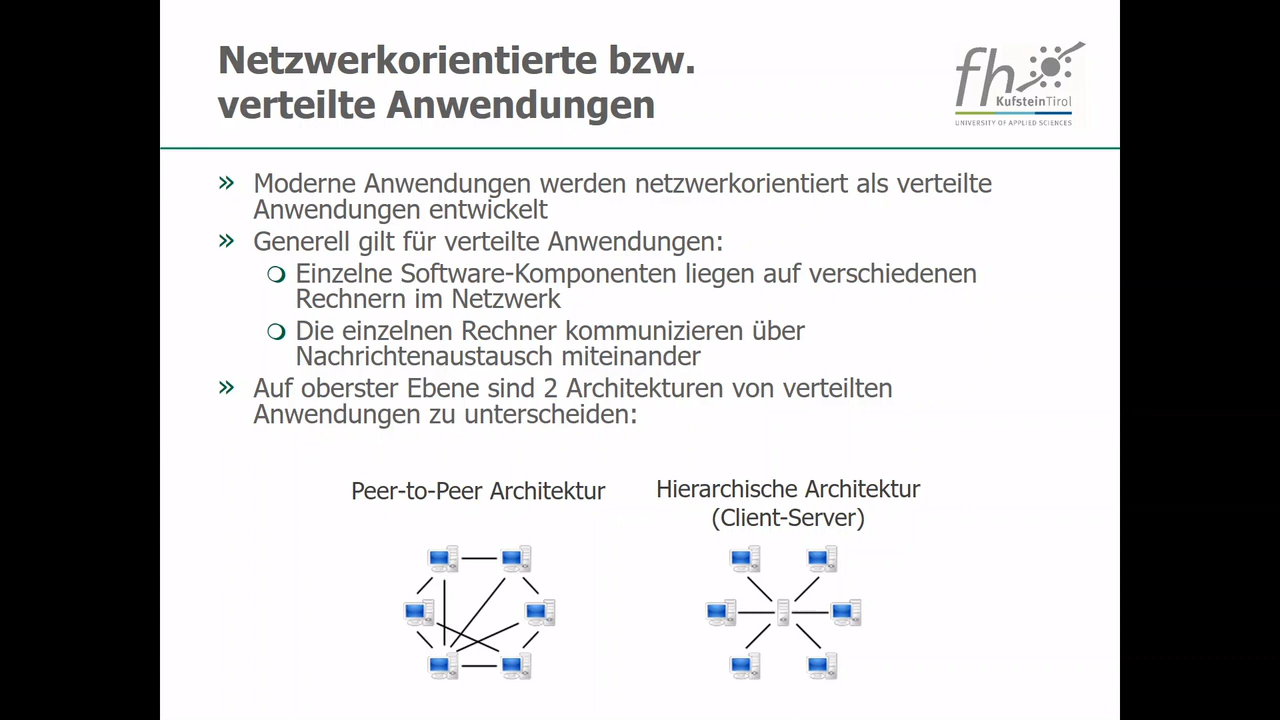 Netzwerkorientierte bzw.
verteilte Anwendungen
fh
KufsteinTirol
UNIVERSITY OF APPLIED SCIENCES
» Moderne Anwendungen werden netzwerkorientiert als verteilte
Anwendungen entwickelt
» Generell gilt für verteilte Anwendungen:
Einzelne Software-Komponenten liegen auf verschiedenen
Rechnern im Netzwerk
Die einzelnen Rechner kommunizieren über
Nachrichtenaustausch miteinander
» Auf oberster Ebene sind 2 Architekturen von verteilten
Anwendungen zu unterscheiden:
Peer-to-Peer Architektur
Hierarchische Architektur
(Client-Server)